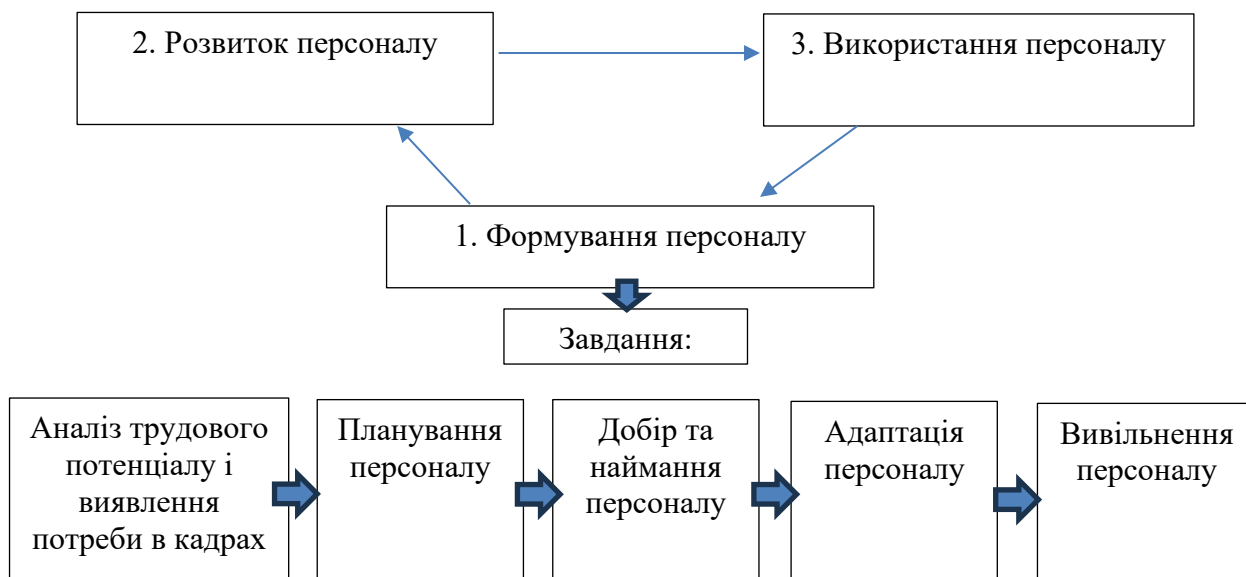 2. Розвиток персоналу
3. Використання персоналу
1. Формування персоналу
Завдання:
Аналіз трудового
потенціалу і
виявлення
потреби в кадрах
Планування
персоналу
Добір та
наймання
персоналу
Адаптація
персоналу
Вивільнення
персоналу